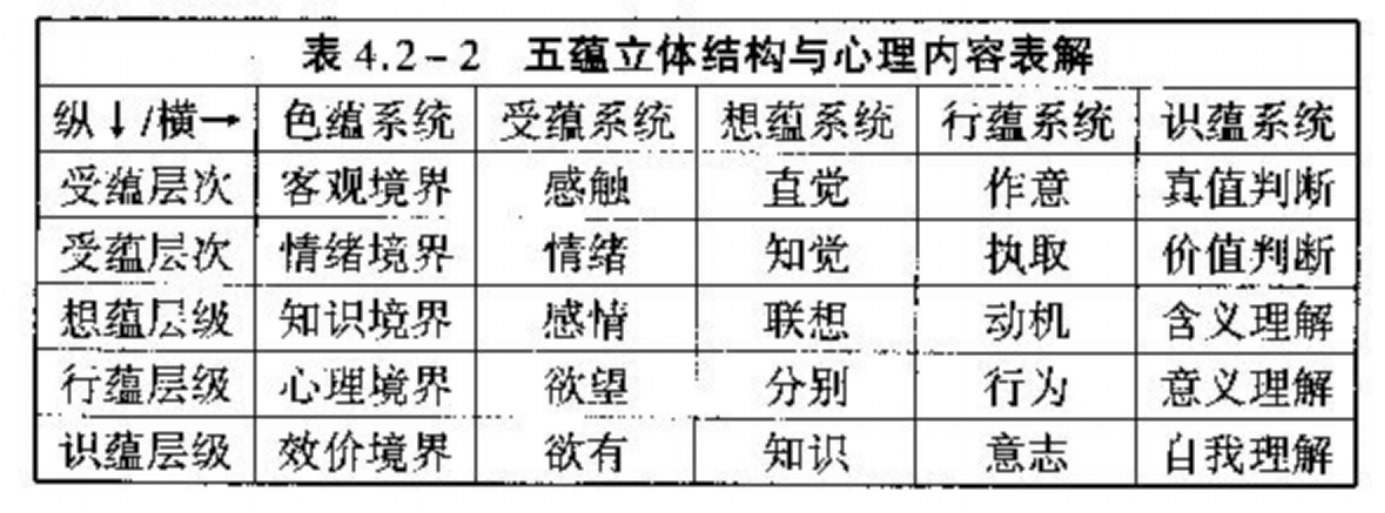 表 4.2-2 五蕴立体结构与心理内容表解
纵↓/横→ 色蕴系统 受蕴系统 想蕴系统 行蕴系统 识蕴系统
受蕴层次 客观境界 感触 直觉 作意 真值判断
受蕴层次 情绪境界 情绪 知觉 执取 价值判断
想蕴层级 知识境界 感情 联想 动机 含义理解
行蕴层级 心理境界 欲望 分别 行为 意义理解
识蕴层级 效价境界 欲有 知识 意志 自我理解